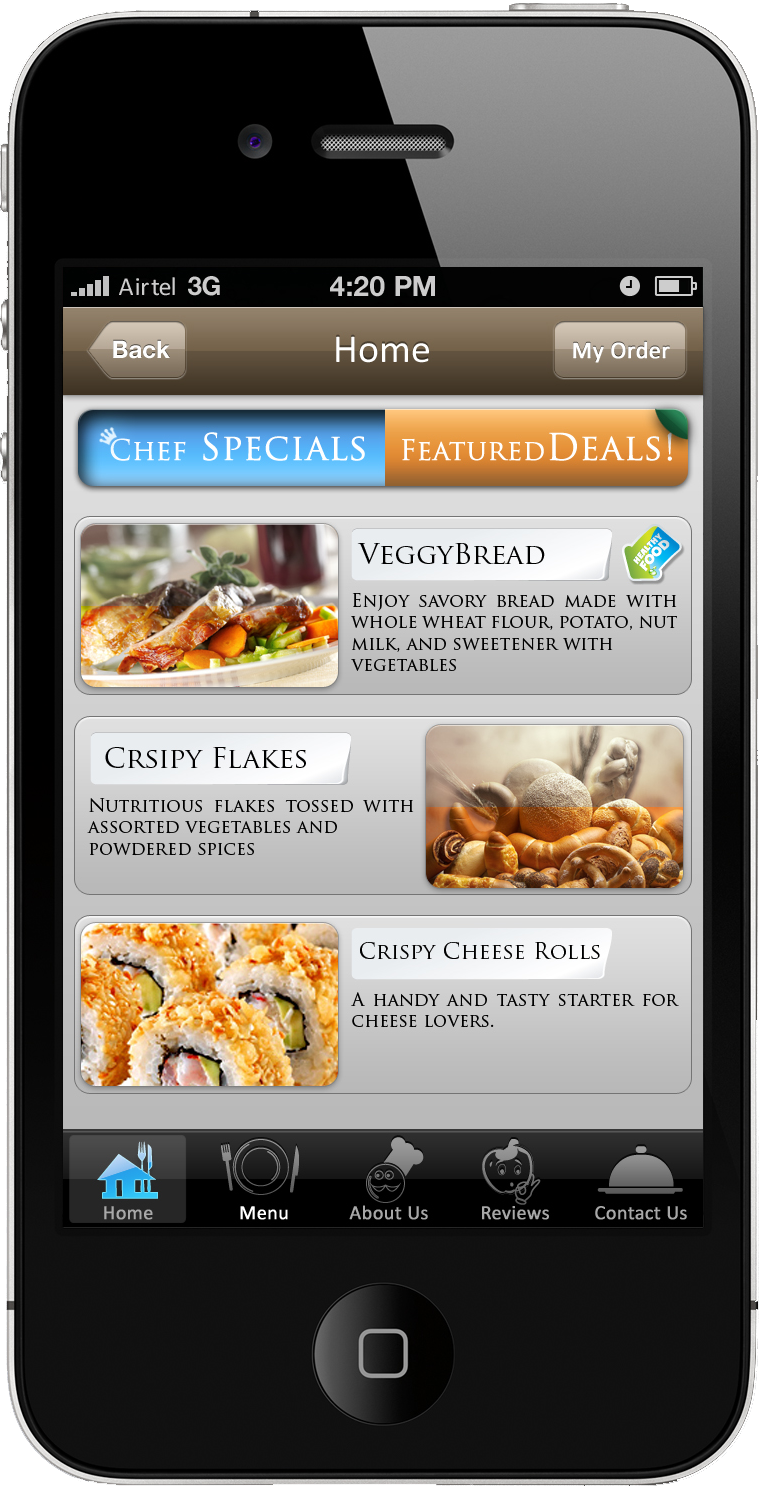 Airtel 3G 4:20 PM
Back Home My Order
Chef Specials Featured Deals!
VeggyBread
HEALTHY
FOOD
Enjoy savory bread made with
whole wheat flour, potato, nut
milk, and sweetener with
vegetables
Crsipy Flakes
Nutritious flakes tossed with
assorted vegetables and
powdered spices
Crispy Cheese Rolls
A handy and tasty starter for
cheese lovers.
Home Menu About Us Reviews Contact Us